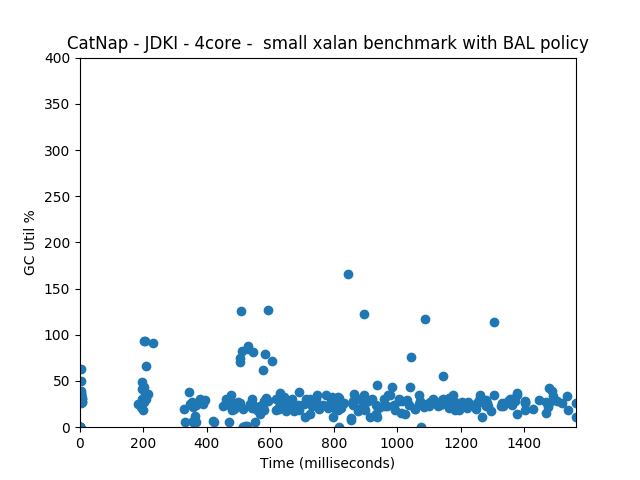 CatNap - JDKI - 4core -  small xalan benchmark with BAL policy
400
350
300
250
200
150
100
50
0
GC Util %
0 200 400 600 800 1000 1200 1400
Time (milliseconds)